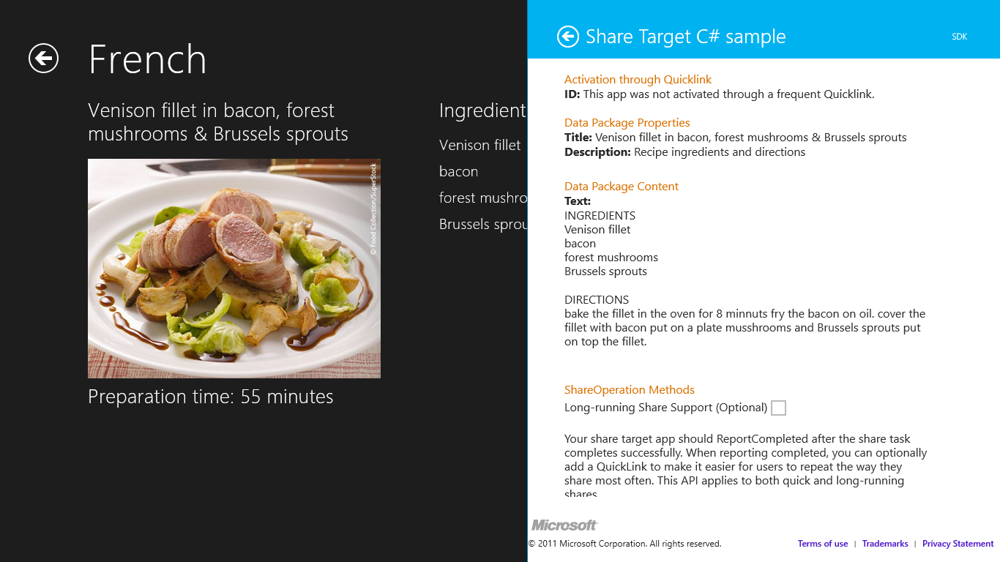 French
Venison fillet in bacon, forest
mushrooms & Brussels sprouts
© Food Collection/SuperStock
Preparation time: 55 minutes
Ingredient
Venison fillet
bacon
forest mushro
Brussels sprou
Share Target C# sample
SDK
Activation through Quicklink
ID: This app was not activated through a frequent Quicklink.
Data Package Properties
Title: Venison fillet in bacon, forest mushrooms & Brussels sprouts
Description: Recipe ingredients and directions
Data Package Content
Text:
INGREDIENTS
Venison fillet
bacon
forest mushrooms
Brussels sprouts
DIRECTIONS
bake the fillet in the oven for 8 minnuts fry the bacon on oil. cover the
fillet with bacon put on a plate musshrooms and Brussels sprouts put
on top the fillet.
ShareOperation Methods
Long-running Share Support (Optional)
Your share target app should ReportCompleted after the share task
completes successfully. When reporting completed, you can optionally
add a QuickLink to make it easier for users to repeat the way they
share most often. This API applies to both quick and long-running
shares
Microsoft
© 2011 Microsoft Corporation. All rights reserved.
Terms of use | Trademarks | Privacy Statement